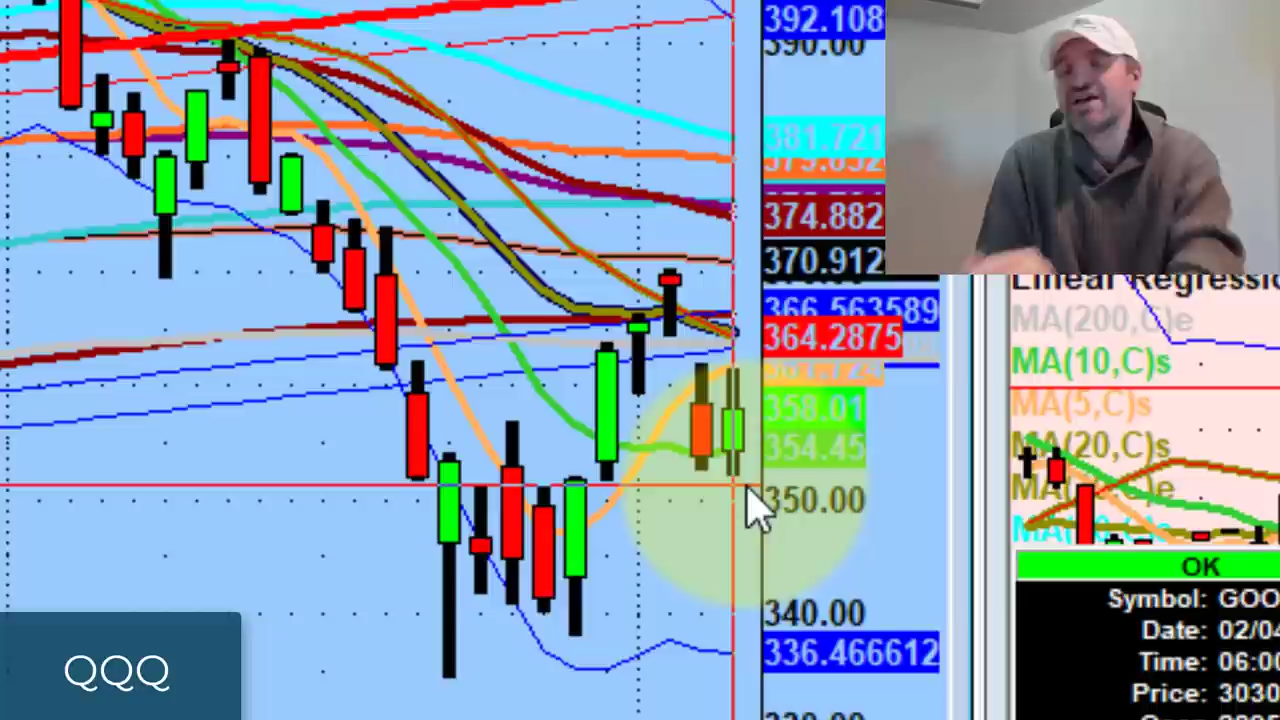 392.108
390.00
381.721
374.882
370.912
366.563589
364.2875
358.01
354.45
350.00
340.00
336.466612
QQQ
Linear Regressio
MA(200,C)e
MA(10,C)s
MA(5,C)s
MA(20,C)s
OK
Symbol: GOO
Date: 02/04
Time: 06:00
Price: 3030